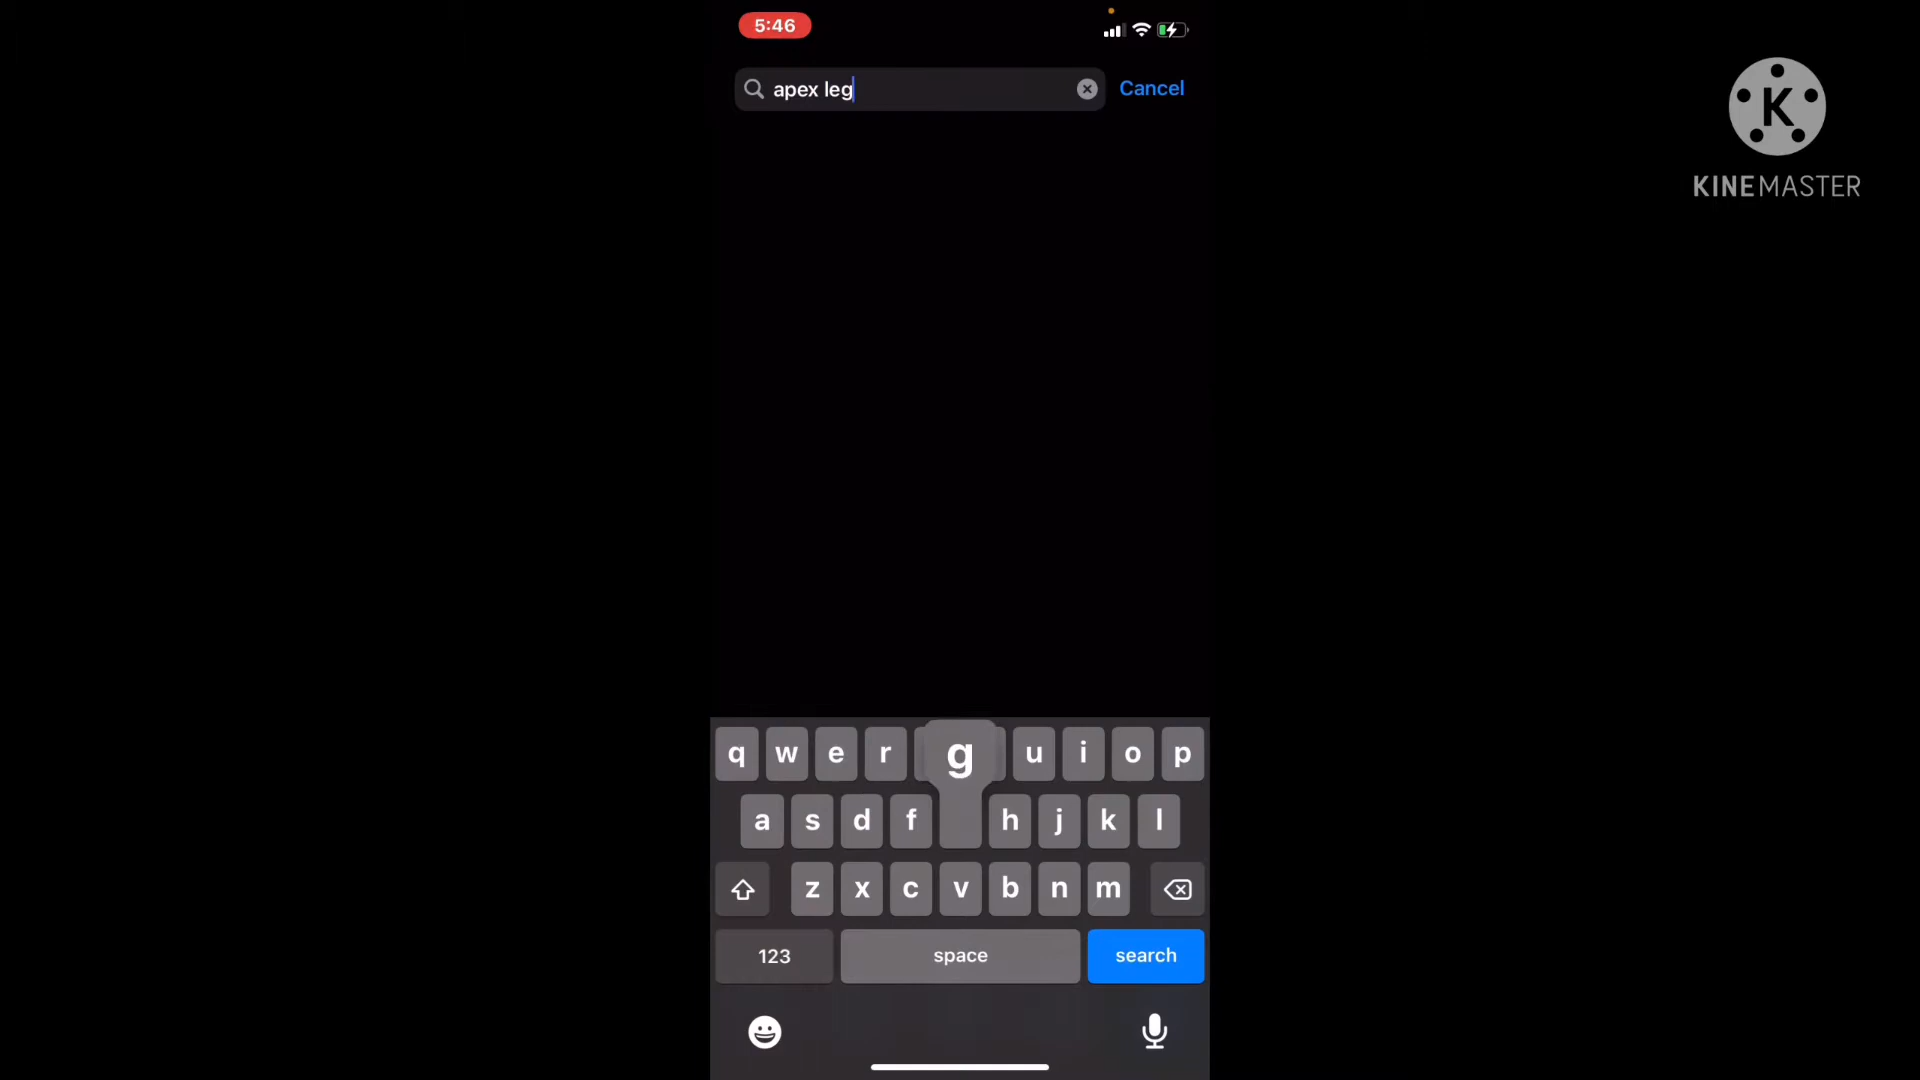 5:46
apex leg
Cancel
K
KINEMASTER
q w e r g u i o p
a s d f h j k l
z x c v b n m
123 space search